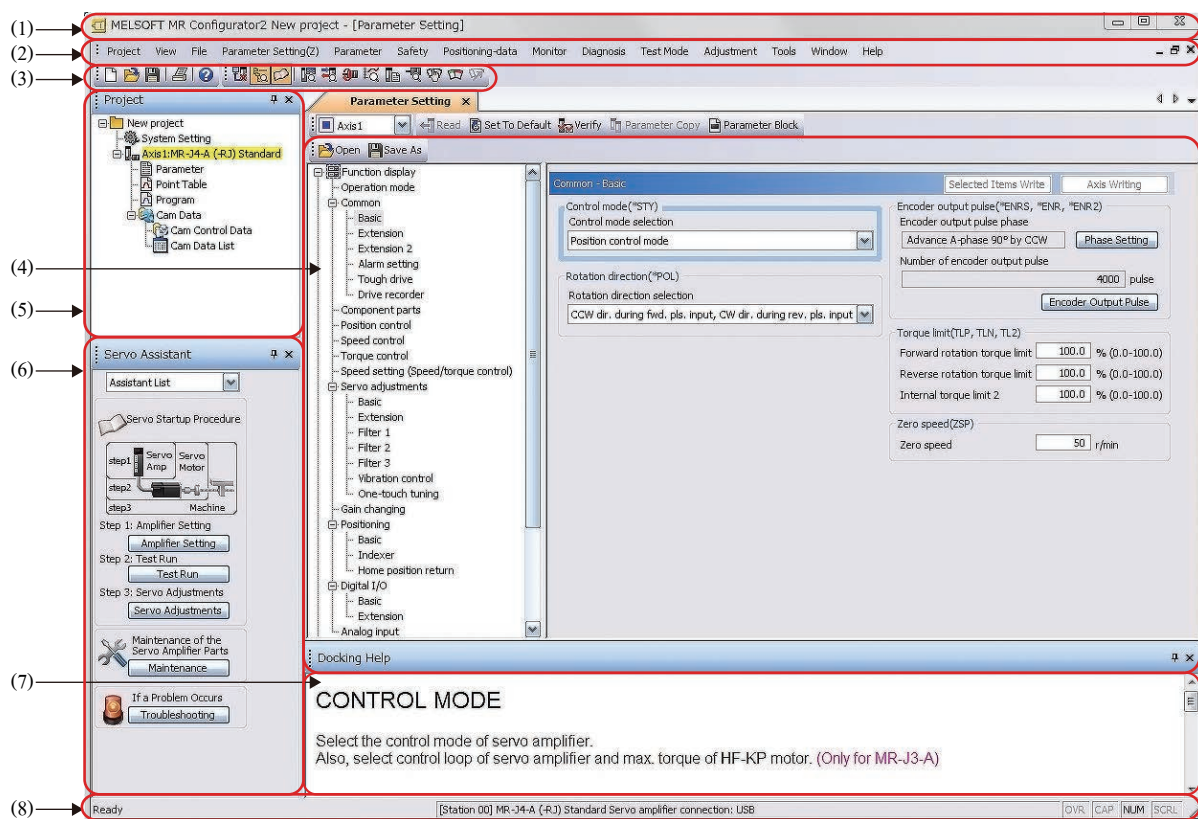 (1) MELSOFT MR Configurator2 New project - [Parameter Setting]
(2) Project View File Parameter Setting(Z) Parameter Safety Positioning-data Monitor Diagnosis Test Mode Adjustment Tools Window Help
(3)
Project
New project
System Setting
Axis1:MR-J4-A (-RJ) Standard
Parameter
Point Table
Program
Cam Data
Cam Control Data
Cam Data List
(4)
(5)
(6)
Servo Assistant
Assistant List
Servo Startup Procedure
step1 Servo Amp Servo Motor
step2
step3 Machine
Step 1: Amplifier Setting
Amplifier Setting
Step 2: Test Run
Test Run
Step 3: Servo Adjustments
Servo Adjustments
Maintenance of the
Servo Amplifier Parts
Maintenance
If a Problem Occurs
Troubleshooting
Parameter Setting
Axis1 Read Set To Default Verify Parameter Copy Parameter Block
Open Save As
Function display
Operation mode
Common
Basic
Extension
Extension 2
Alarm setting
Tough drive
Drive recorder
Component parts
Position control
Speed control
Torque control
Speed setting (Speed/torque control)
Servo adjustments
Basic
Extension
Filter 1
Filter 2
Filter 3
Vibration control
One-touch tuning
Gain changing
Positioning
Basic
Indexer
Home position return
Digital I/O
Basic
Extension
Analog input
Common - Basic Selected Items Write Axis Writing
Control mode(*STY)
Control mode selection
Position control mode
Rotation direction(*POL)
Rotation direction selection
CCW dir. during fwd. pls. input, CW dir. during rev. pls. input
Encoder output pulse(*ENRS, *ENR, *ENR2)
Encoder output pulse phase
Advance A-phase 90° by CCW Phase Setting
Number of encoder output pulse
4000 pulse
Encoder Output Pulse
Torque limit(TLP, TLN, TL2)
Forward rotation torque limit 100.0 % (0.0-100.0)
Reverse rotation torque limit 100.0 % (0.0-100.0)
Internal torque limit 2 100.0 % (0.0-100.0)
Zero speed(ZSP)
Zero speed 50 r/min
Docking Help
(7)
CONTROL MODE
Select the control mode of servo amplifier.
Also, select control loop of servo amplifier and max. torque of HF-KP motor. (Only for MR-J3-A)
(8) Ready [Station 00] MR-J4-A (-RJ) Standard Servo amplifier connection: USB OVR CAP NUM SCRL